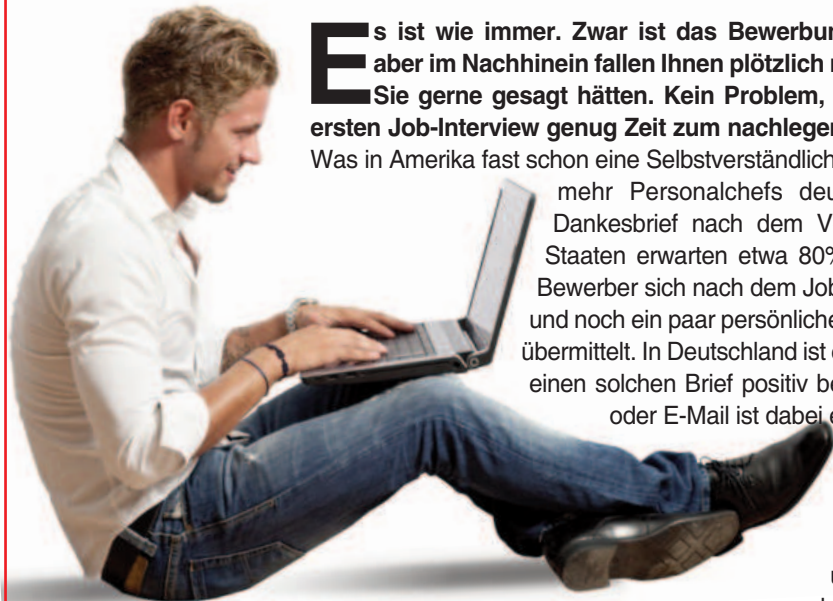 Es ist wie immer. Zwar ist das Bewerbun
aber im Nachhinein fallen Ihnen plötzlich
Sie gerne gesagt hätten. Kein Problem,
ersten Job-Interview genug Zeit zum nachlegen
Was in Amerika fast schon eine Selbstverständlich
mehr Personalchefs deu
Dankesbrief nach dem V
Staaten erwarten etwa 80%
Bewerber sich nach dem Job
und noch ein paar persönliche
übermittelt. In Deutschland ist
einen solchen Brief positiv be
oder E-Mail ist dabei e